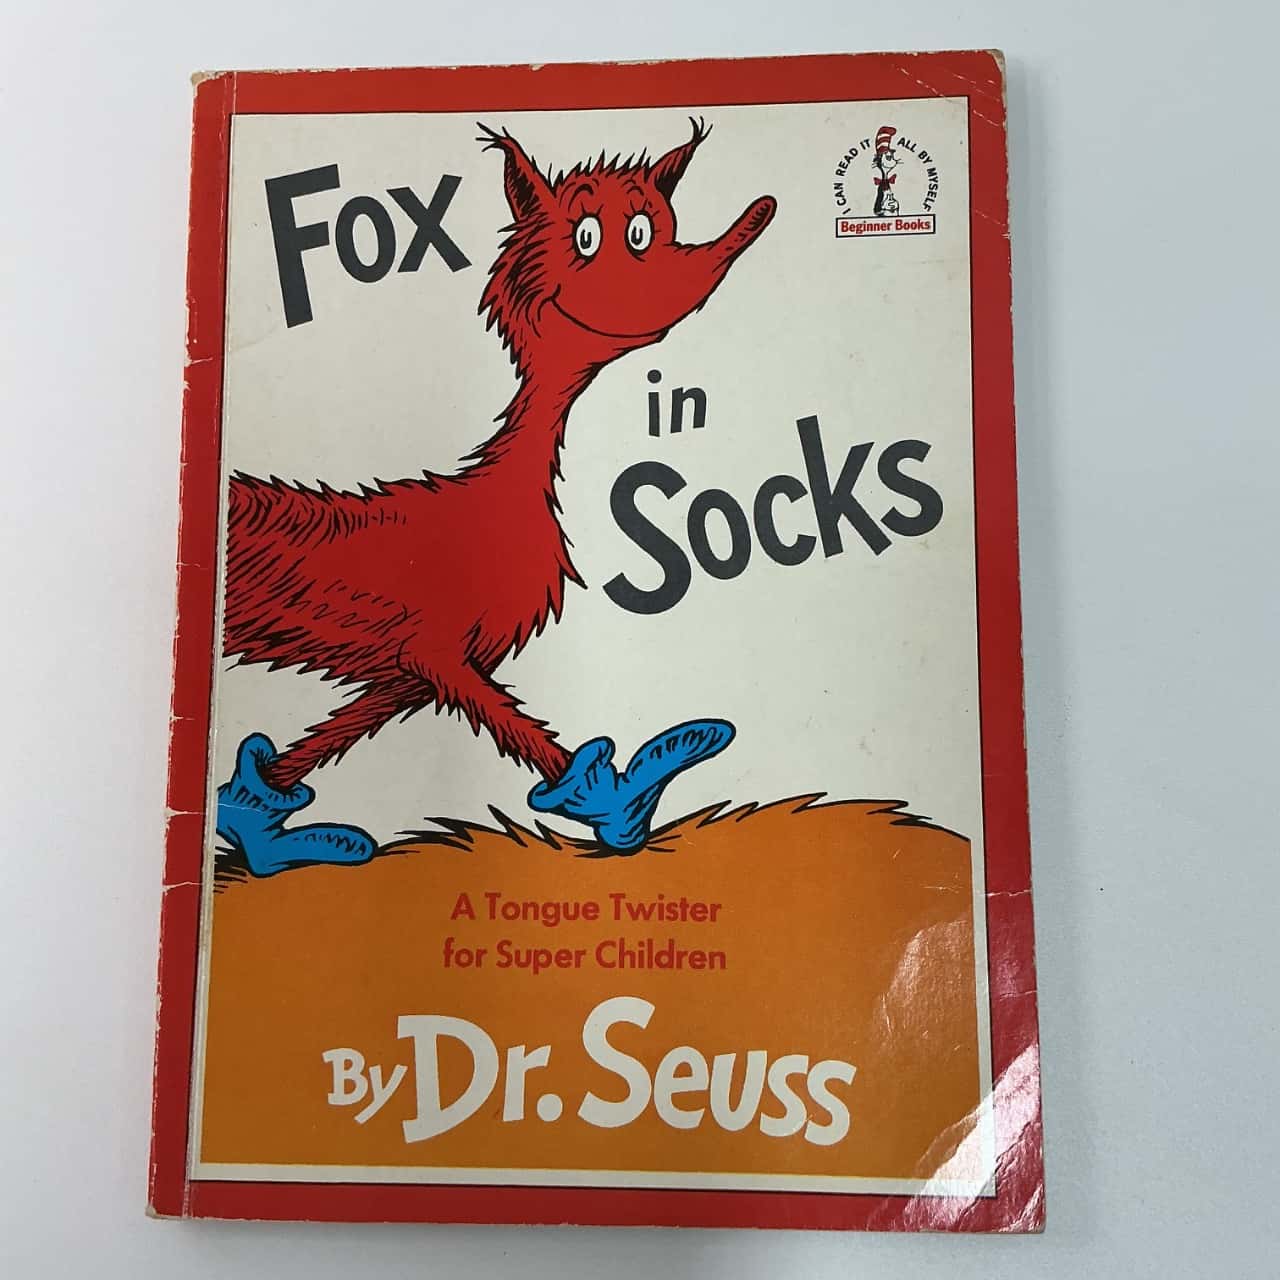 Fox
in
Socks
I CAN READ IT ALL BY MYSELF
Beginner Books
A Tongue Twister
for Super Children
By Dr. Seuss